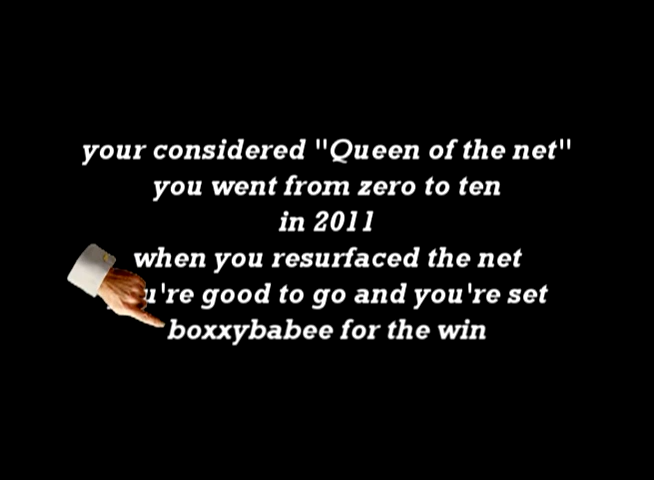 your considered "Queen of the net"
you went from zero to ten
in 2011
when you resurfaced the net
u're good to go and you're set
boxxybabee for the win